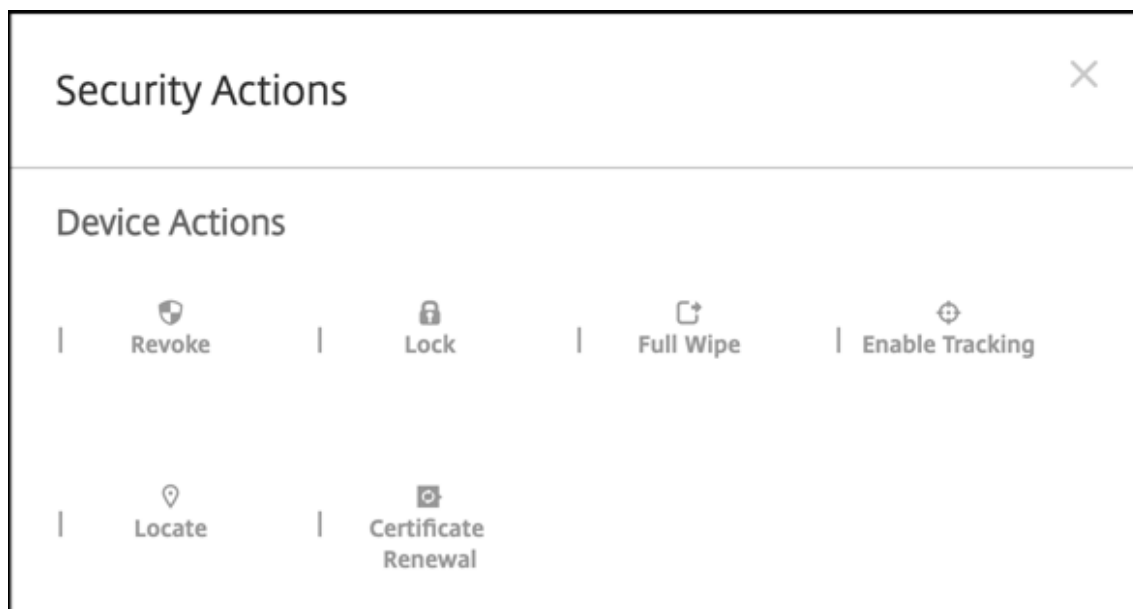 Security Actions
Device Actions
Revoke
Lock
Full Wipe
Enable Tracking
Locate
Certificate
Renewal